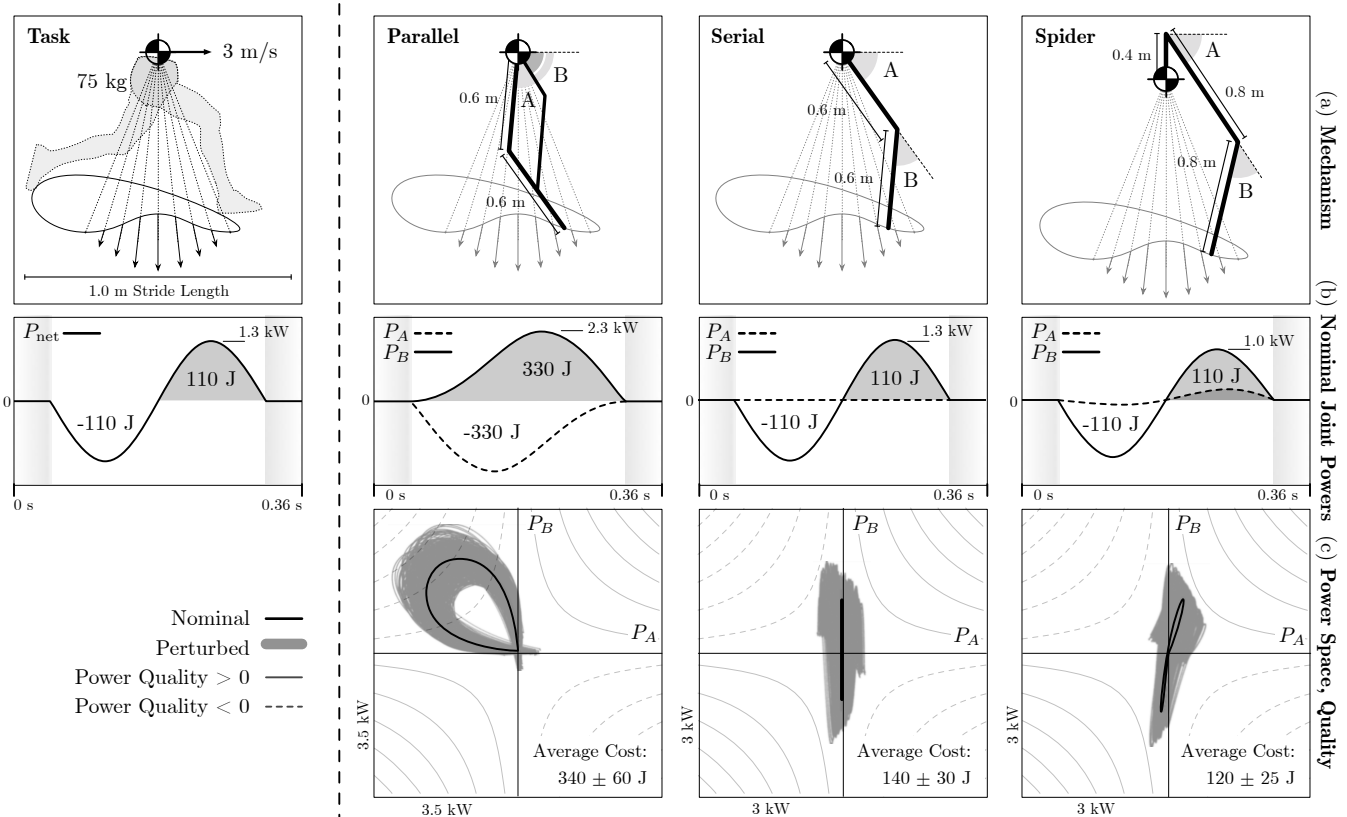 Task
3 m/s
75 kg
1.0 m Stride Length
Parallel
B
A
0.6 m
0.6 m
Serial
A
0.6 m
0.6 m
B
Spider
0.4 m
A
0.8 m
0.8 m
B
(a) Mechanism
P_net
1.3 kW
110 J
0
-110 J
0 s
0.36 s
P_A
P_B
2.3 kW
330 J
0
-330 J
0 s
0.36 s
P_A
P_B
1.3 kW
110 J
0
-110 J
0 s
0.36 s
P_A
P_B
1.0 kW
110 J
0
-110 J
0 s
0.36 s
(b) Nominal Joint Powers
Nominal
Perturbed
Power Quality > 0
Power Quality < 0
P_B
P_A
3.5 kW
Average Cost:
340 ± 60 J
3.5 kW
P_B
P_A
3 kW
Average Cost:
140 ± 30 J
3 kW
P_B
P_A
3 kW
Average Cost:
120 ± 25 J
3 kW
(c) Power Space, Quality